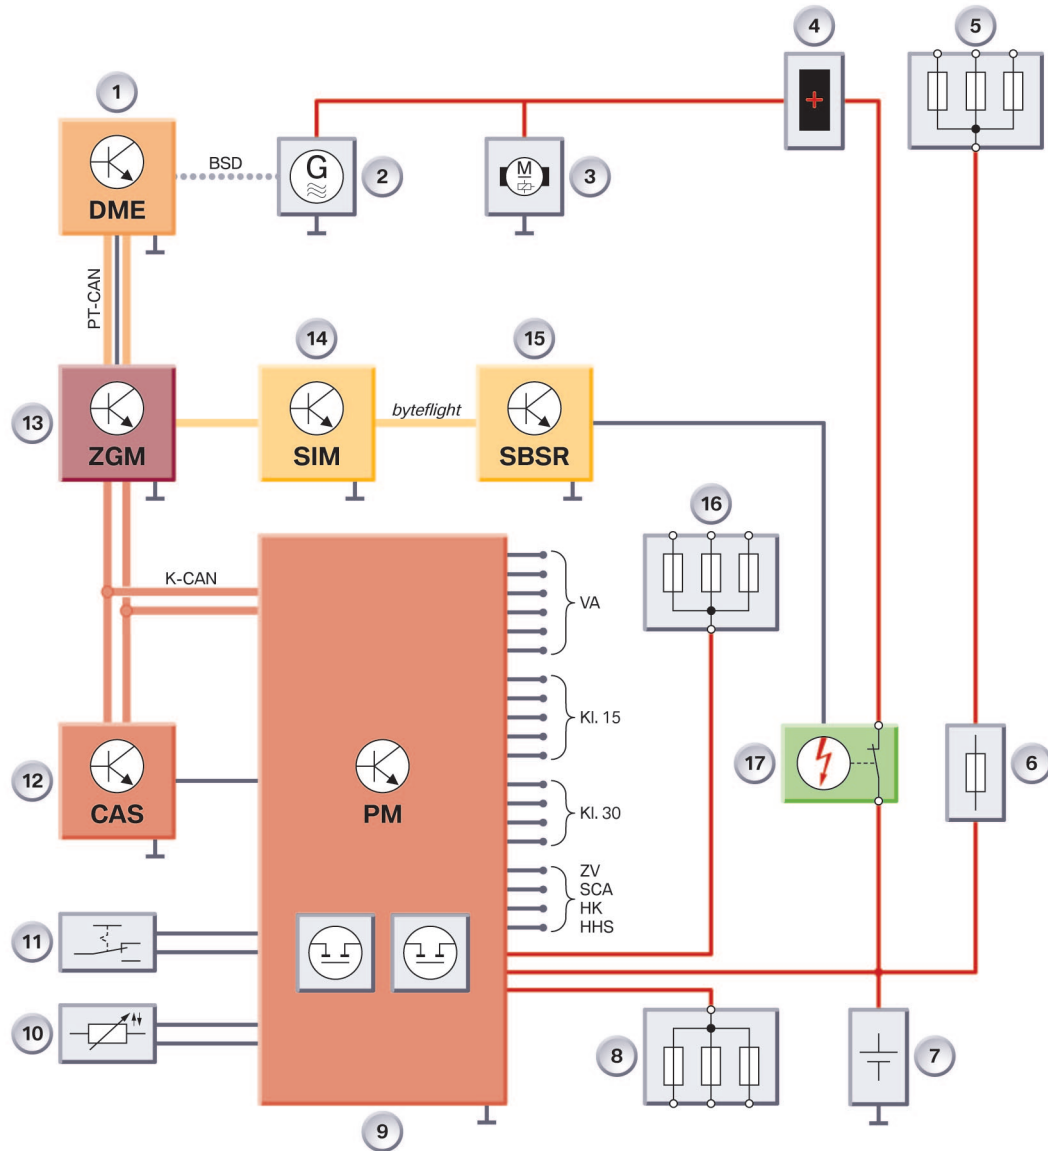 4
5
1
BSD
G
2
M
3
DME
PT-CAN
14
15
13
ZGM
SIM
byteflight
SBSR
16
K-CAN
VA
Kl. 15
17
6
12
CAS
PM
Kl. 30
ZV
SCA
HK
HHS
11
10
8
7
9